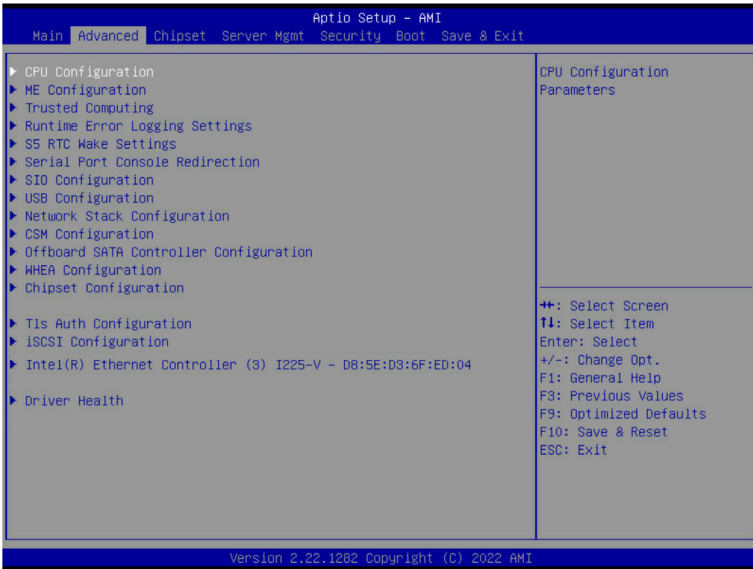 Aptio Setup – AMI
Main Advanced Chipset Server Mgmt Security Boot Save & Exit
CPU Configuration
ME Configuration
Trusted Computing
Runtime Error Logging Settings
S5 RTC Wake Settings
Serial Port Console Redirection
SIO Configuration
USB Configuration
Network Stack Configuration
CSM Configuration
Offboard SATA Controller Configuration
WHEA Configuration
Chipset Configuration
Tls Auth Configuration
iSCSI Configuration
Intel(R) Ethernet Controller (3) I225-V – D8:5E:D3:6F:ED:04
Driver Health
CPU Configuration
Parameters
→←: Select Screen
↑↓: Select Item
Enter: Select
+/-: Change Opt.
F1: General Help
F3: Previous Values
F9: Optimized Defaults
F10: Save & Reset
ESC: Exit
Version 2.22.1282 Copyright (C) 2022 AMI